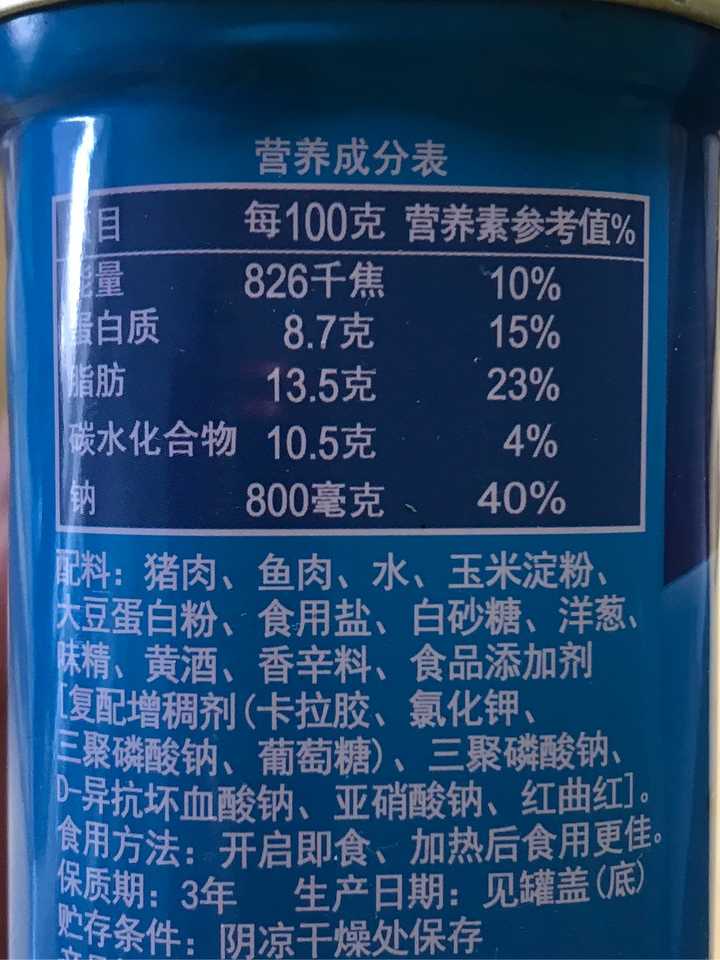 营养成分表
项目 每100克 营养素参考值%
能量 826千焦 10%
蛋白质 8.7克 15%
脂肪 13.5克 23%
碳水化合物 10.5克 4%
钠 800毫克 40%
配料：猪肉、鱼肉、水、玉米淀粉、
大豆蛋白粉、食用盐、白砂糖、洋葱、
味精、黄酒、香辛料、食品添加剂
[复配增稠剂(卡拉胶、氯化钾、
三聚磷酸钠、葡萄糖)、三聚磷酸钠、
D-异抗坏血酸钠、亚硝酸钠、红曲红]。
食用方法：开启即食、加热后食用更佳。
保质期：3年 生产日期：见罐盖(底)
贮存条件：阴凉干燥处保存